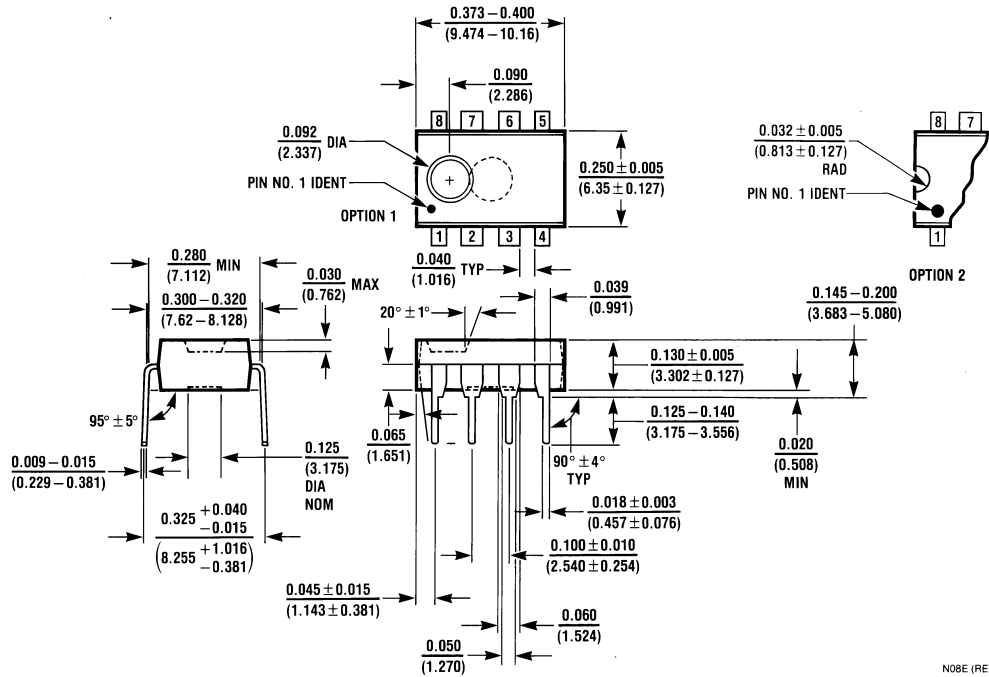 0.373 – 0.400
(9.474 – 10.16)
0.090
(2.286)
8 7 6 5
0.092 DIA
(2.337)
PIN NO. 1 IDENT
OPTION 1
1 2 3 4
0.250 ± 0.005
(6.35 ± 0.127)
0.032 ± 0.005
(0.813 ± 0.127)
RAD
PIN NO. 1 IDENT
8 7
1
OPTION 2
0.280 MIN
(7.112)
0.300 – 0.320
(7.62 – 8.128)
0.030 MAX
(0.762)
0.040 TYP
(1.016)
20° ± 1°
0.039
(0.991)
0.145 – 0.200
(3.683 – 5.080)
0.130 ± 0.005
(3.302 ± 0.127)
95° ± 5°
0.065
(1.651)
0.125 – 0.140
(3.175 – 3.556)
90° ± 4°
TYP
0.020
(0.508)
MIN
0.009 – 0.015
(0.229 – 0.381)
0.125
(3.175)
DIA
NOM
0.018 ± 0.003
(0.457 ± 0.076)
0.325 +0.040
–0.015
(8.255 +1.016
–0.381)
0.100 ± 0.010
(2.540 ± 0.254)
0.045 ± 0.015
(1.143 ± 0.381)
0.060
(1.524)
0.050
(1.270)
N08E (RE